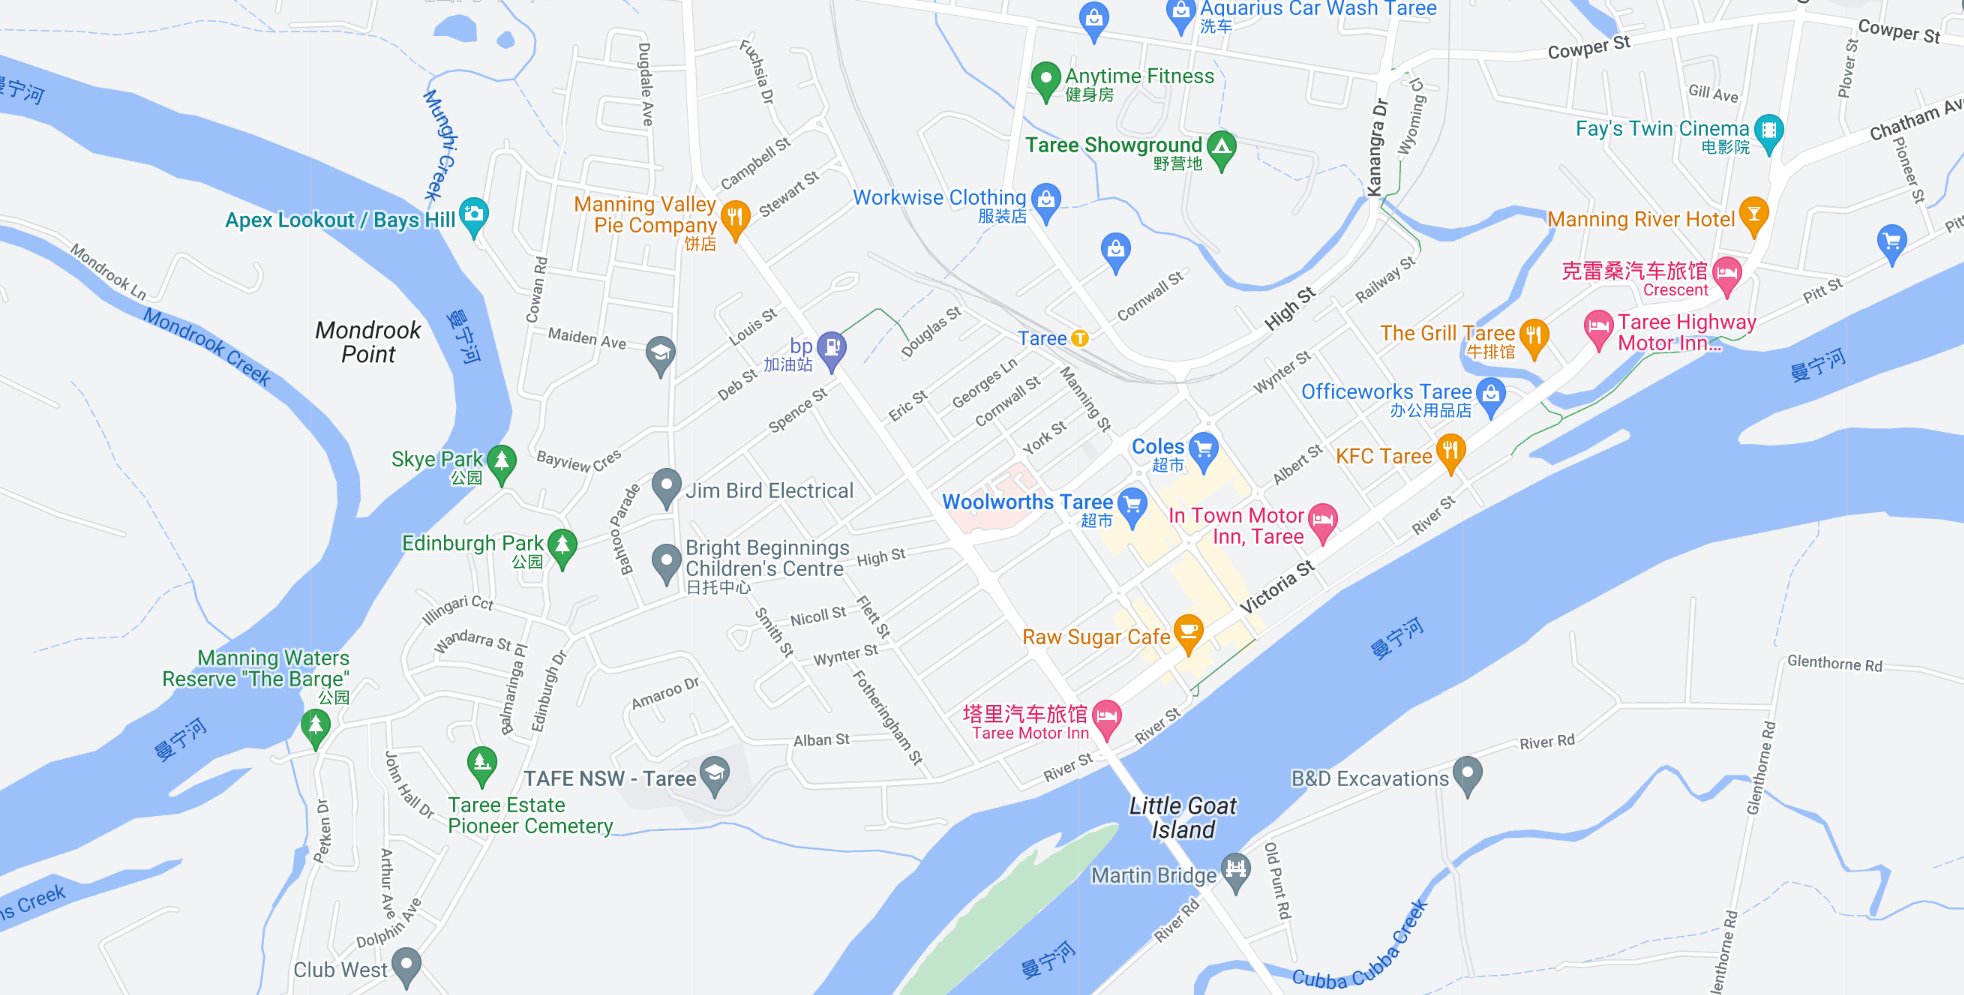 Aquarius Car Wash Taree
洗车
Cowper St
Cowper St
Plover St
Dugdale Ave
Fuchsia Dr
Anytime Fitness
健身房
Gill Ave
曼宁河
Munghi Creek
Kanangra Dr
Wyoming Cl
Chatham Av
Fay's Twin Cinema
电影院
Taree Showground
野营地
Campbell St
Stewart St
Pioneer St
Workwise Clothing
服装店
Manning Valley
Pie Company
饼店
Apex Lookout / Bays Hill
Manning River Hotel
Pit
Mondrook Ln
Cowan Rd
克雷桑汽车旅馆
Crescent
Pitt St
Railway St
Cornwall St
High St
Mondrook Creek
曼宁河
Mondrook
Point
Maiden Ave
Louis St
Douglas St
Taree
bp
加油站
The Grill Taree
牛排馆
Taree Highway
Motor Inn...
曼宁河
Deb St
Spence St
Eric St
Georges Ln
Cornwall St
Manning St
Wynter St
Officeworks Taree
办公用品店
York St
Coles
超市
KFC Taree
Albert St
Skye Park
公园
Bayview Cres
Jim Bird Electrical
Woolworths Taree
超市
In Town Motor
Inn, Taree
River St
Bahtoo Parade
Edinburgh Park
公园
Bright Beginnings
Children's Centre
日托中心
High St
Victoria St
Illingari Cct
Wandarra St
Nicoll St
Flett St
Smith St
Wynter St
Raw Sugar Cafe
曼宁河
Manning Waters
Reserve "The Barge"
公园
Balmaringa Pl
Edinburgh Dr
Amaroo Dr
Fotheringham St
Glenthorne Rd
塔里汽车旅馆
Taree Motor Inn
River St
River St
曼宁河
Alban St
River Rd
Glenthorne Rd
John Hall Dr
TAFE NSW - Taree
B&D Excavations
Taree Estate
Pioneer Cemetery
Little Goat
Island
Petken Dr
Arthur Ave
Martin Bridge
Old Punt Rd
ns Creek
Dolphin Ave
River Rd
Cubba Cubba Creek
Glenthorne Rd
Club West
曼宁河